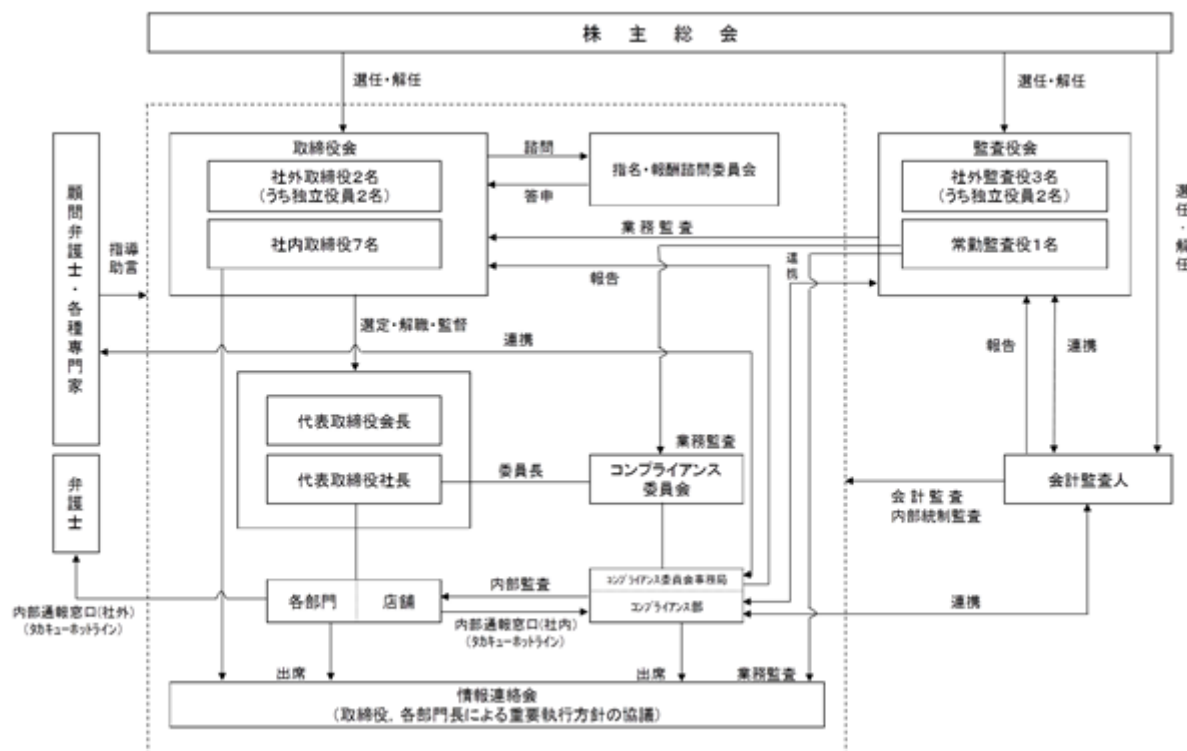 株主総会
選任・解任
選任・解任
取締役会
社外取締役2名
(うち独立役員2名)
社内取締役7名
諮問
答申
指名・報酬諮問委員会
監査役会
社外監査役3名
(うち独立役員2名)
常勤監査役1名
選任・解任
顧問弁護士・各種専門家
指導
助言
業務監査
連携
報告
選定・解職・監督
連携
報告
連携
代表取締役会長
代表取締役社長
委員長
業務監査
コンプライアンス
委員会
会計監査人
会計監査
内部統制監査
弁護士
内部監査
コンプライアンス委員会事務局
コンプライアンス部
各部門
店舗
連携
内部通報窓口(社外)
(タカキューホットライン)
内部通報窓口(社内)
(タカキューホットライン)
出席
出席
業務監査
情報連絡会
(取締役、各部門長による重要執行方針の協議)